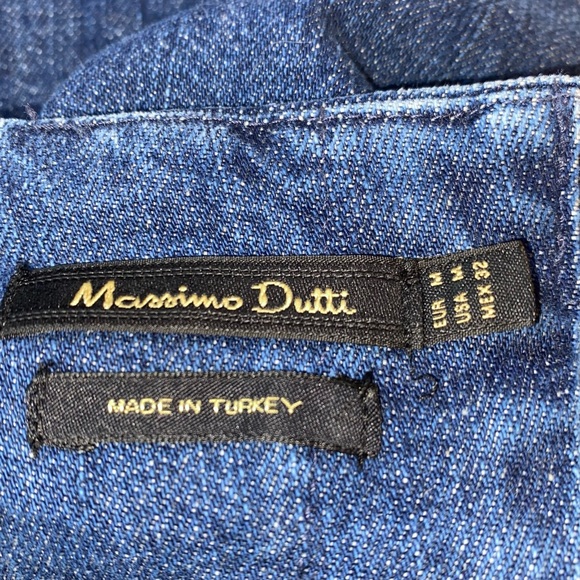 Massimo Dutti
EUR M
USA M
MEX 32
MADE IN TURKEY